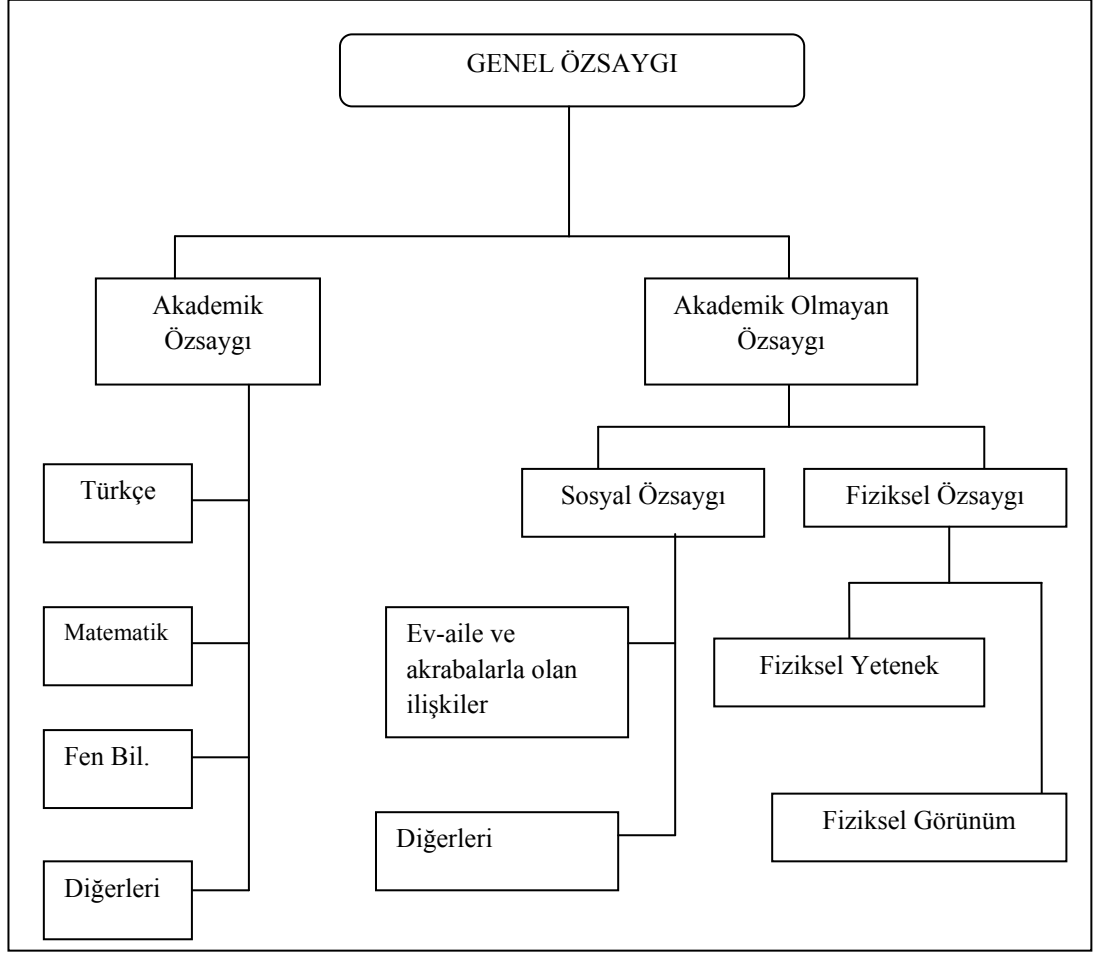 GENEL ÖZSAYGI
Akademik
Özsaygı
Akademik Olmayan
Özsaygı
Türkçe
Matematik
Fen Bil.
Diğerleri
Sosyal Özsaygı
Fiziksel Özsaygı
Ev-aile ve
akrabalarla olan
ilişkiler
Diğerleri
Fiziksel Yetenek
Fiziksel Görünüm